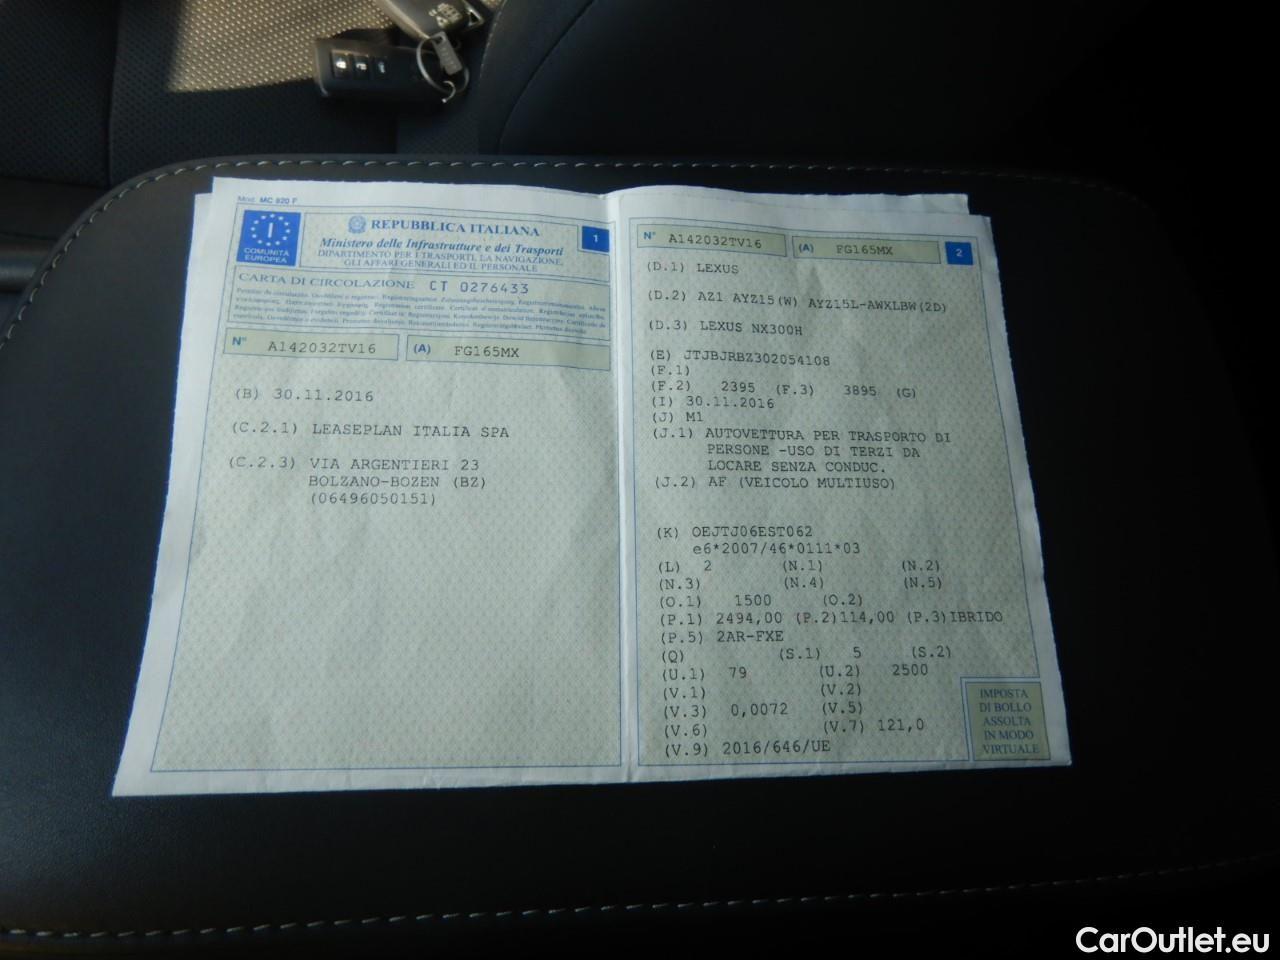 Mod. MC 820 F
I
COMUNITÀ
EUROPEA
REPUBBLICA ITALIANA
1
Ministero delle Infrastrutture e dei Trasporti
DIPARTIMENTO PER I TRASPORTI, LA NAVIGAZIONE,
GLI AFFARI GENERALI ED IL PERSONALE
CARTA DI CIRCOLAZIONE CT 0276433
N° A142032TV16 (A) FG165MX
(B) 30.11.2016
(C.2.1) LEASEPLAN ITALIA SPA
(C.2.3) VIA ARGENTIERI 23
BOLZANO-BOZEN (BZ)
(06496050151)
N° A142032TV16 (A) FG165MX 2
(D.1) LEXUS
(D.2) AZ1 AYZ15(W) AYZ15L-AWXLBW(2D)
(D.3) LEXUS NX300H
(E) JTJBJRBZ302054108
(F.1)
(F.2) 2395 (F.3) 3895 (G)
(I) 30.11.2016
(J) M1
(J.1) AUTOVETTURA PER TRASPORTO DI
PERSONE -USO DI TERZI DA
LOCARE SENZA CONDUC.
(J.2) AF (VEICOLO MULTIUSO)
(K) OEJTJ06EST062
e6*2007/46*0111*03
(L) 2 (N.1) (N.2)
(N.3) (N.4) (N.5)
(O.1) 1500 (O.2)
(P.1) 2494,00 (P.2)114,00 (P.3)IBRIDO
(P.5) 2AR-FXE
(Q) (S.1) 5 (S.2)
(U.1) 79 (U.2) 2500
(V.1) (V.2)
(V.3) 0,0072 (V.5)
(V.6) (V.7) 121,0
(V.9) 2016/646/UE
IMPOSTA
DI BOLLO
ASSOLTA
IN MODO
VIRTUALE
CarOutlet.eu